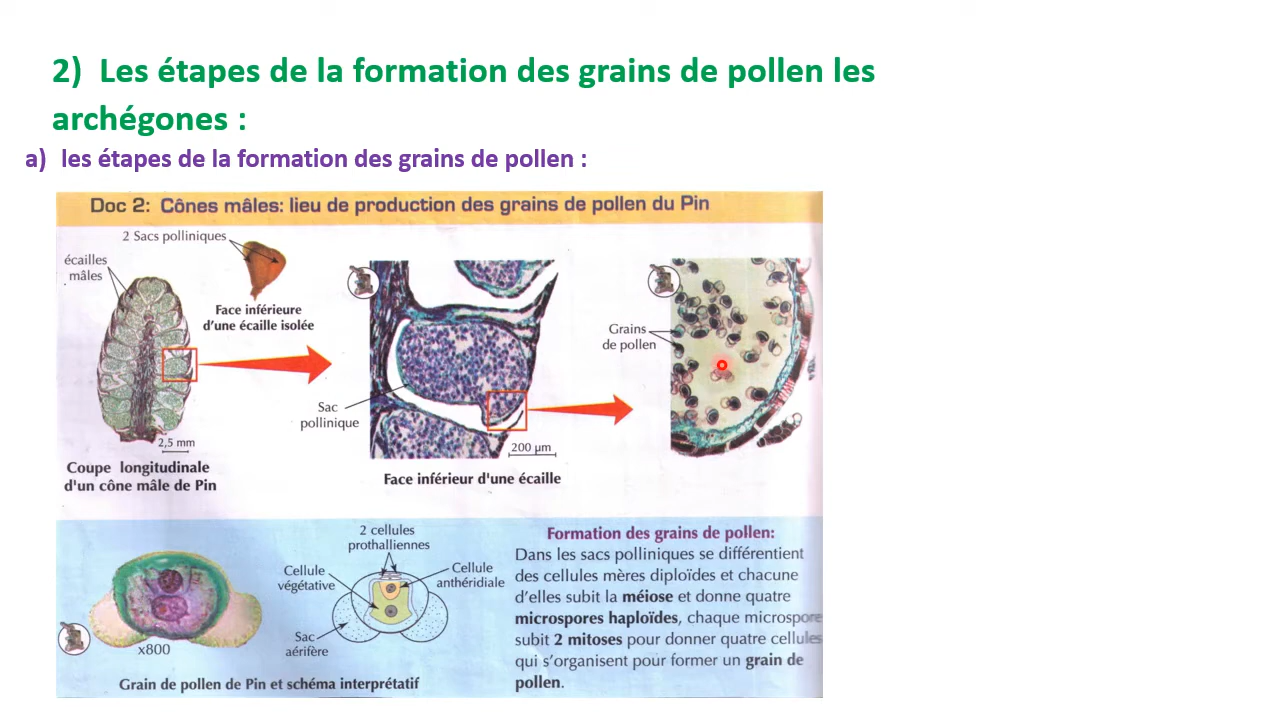 2) Les étapes de la formation des grains de pollen les
archégones :
a) les étapes de la formation des grains de pollen :
Doc 2: Cônes mâles: lieu de production des grains de pollen du Pin
2 Sacs polliniques
écailles
mâles
Face inférieure
d'une écaille isolée
Grains
de pollen
Sac
pollinique
2,5 mm
200 µm
Coupe longitudinale
d'un cône mâle de Pin
Face inférieur d'une écaille
2 cellules
prothalliennes
Cellule
végétative
Cellule
anthéridiale
Sac
aérifère
x800
Grain de pollen de Pin et schéma interprétatif
Formation des grains de pollen:
Dans les sacs polliniques se différentient
des cellules mères diploïdes et chacune
d'elles subit la méiose et donne quatre
microspores haploïdes, chaque microspore
subit 2 mitoses pour donner quatre cellules
qui s'organisent pour former un grain de
pollen.